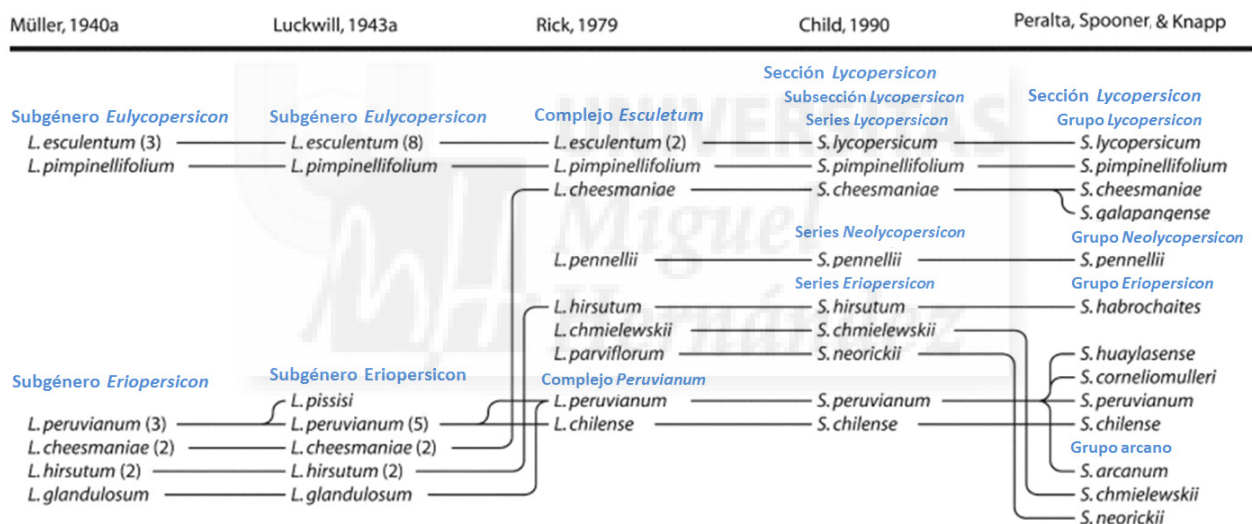 Müller, 1940a Luckwill, 1943a Rick, 1979 Child, 1990 Peralta, Spooner, & Knapp
Sección Lycopersicon
Subgénero Eulycopersicon Subgénero Eulycopersicon Complejo Esculetum Subsección Lycopersicon Sección Lycopersicon
Series Lycopersicon Grupo Lycopersicon
L. esculentum (3) L. esculentum (8) L. esculentum (2) S. lycopersicum S. lycopersicum
L. pimpinellifolium L. pimpinellifolium L. pimpinellifolium S. pimpinellifolium S. pimpinellifolium
L. cheesmaniae S. cheesmaniae S. cheesmaniae
S. galapangense
Series Neolycopersicon Grupo Neolycopersicon
L. pennellii S. pennellii S. pennellii
Series Eriopersicon Grupo Eriopersicon
L. hirsutum S. hirsutum S. habrochaites
L. chmielewskii S. chmielewskii
L. parviflorum S. neorickii S. huaylasense
Subgénero Eriopersicon Subgénero Eriopersicon Complejo Peruvianum S. corneliomulleri
L. pissisi L. peruvianum S. peruvianum S. peruvianum
L. peruvianum (3) L. peruvianum (5) L. chilense S. chilense S. chilense
L. cheesmaniae (2) L. cheesmaniae (2) Grupo arcano
L. hirsutum (2) L. hirsutum (2) S. arcanum
L. glandulosum L. glandulosum S. chmielewskii
S. neorickii
UNIVERSITAS
Miguel
Hernández